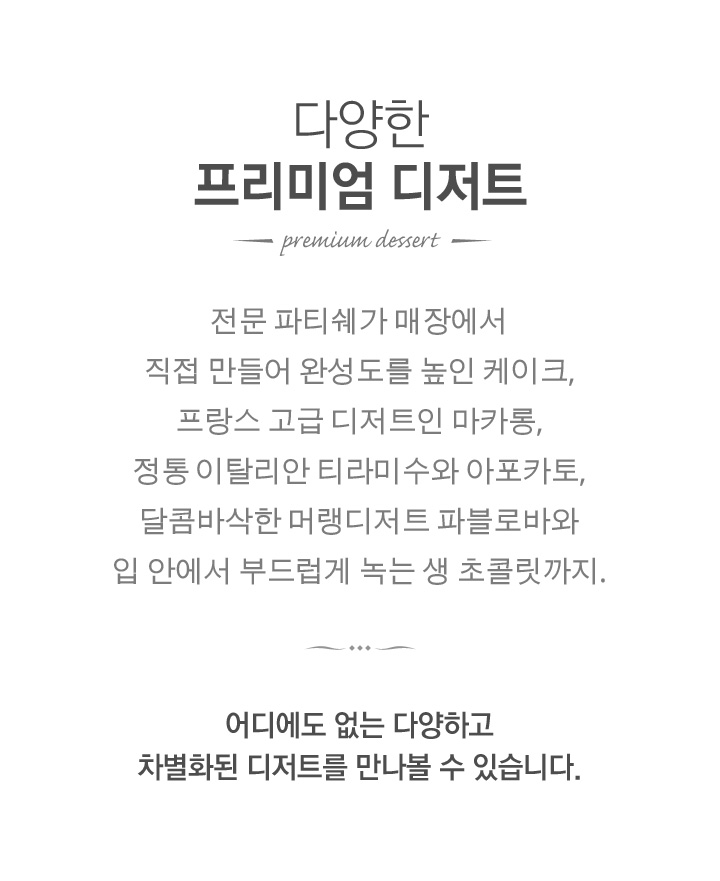 다양한
프리미엄 디저트
premium dessert
전문 파티쉐가 매장에서
직접 만들어 완성도를 높인 케이크,
프랑스 고급 디저트인 마카롱,
정통 이탈리안 티라미수와 아포카토,
달콤바삭한 머랭디저트 파블로바와
입 안에서 부드럽게 녹는 생 초콜릿까지.
어디에도 없는 다양하고
차별화된 디저트를 만나볼 수 있습니다.